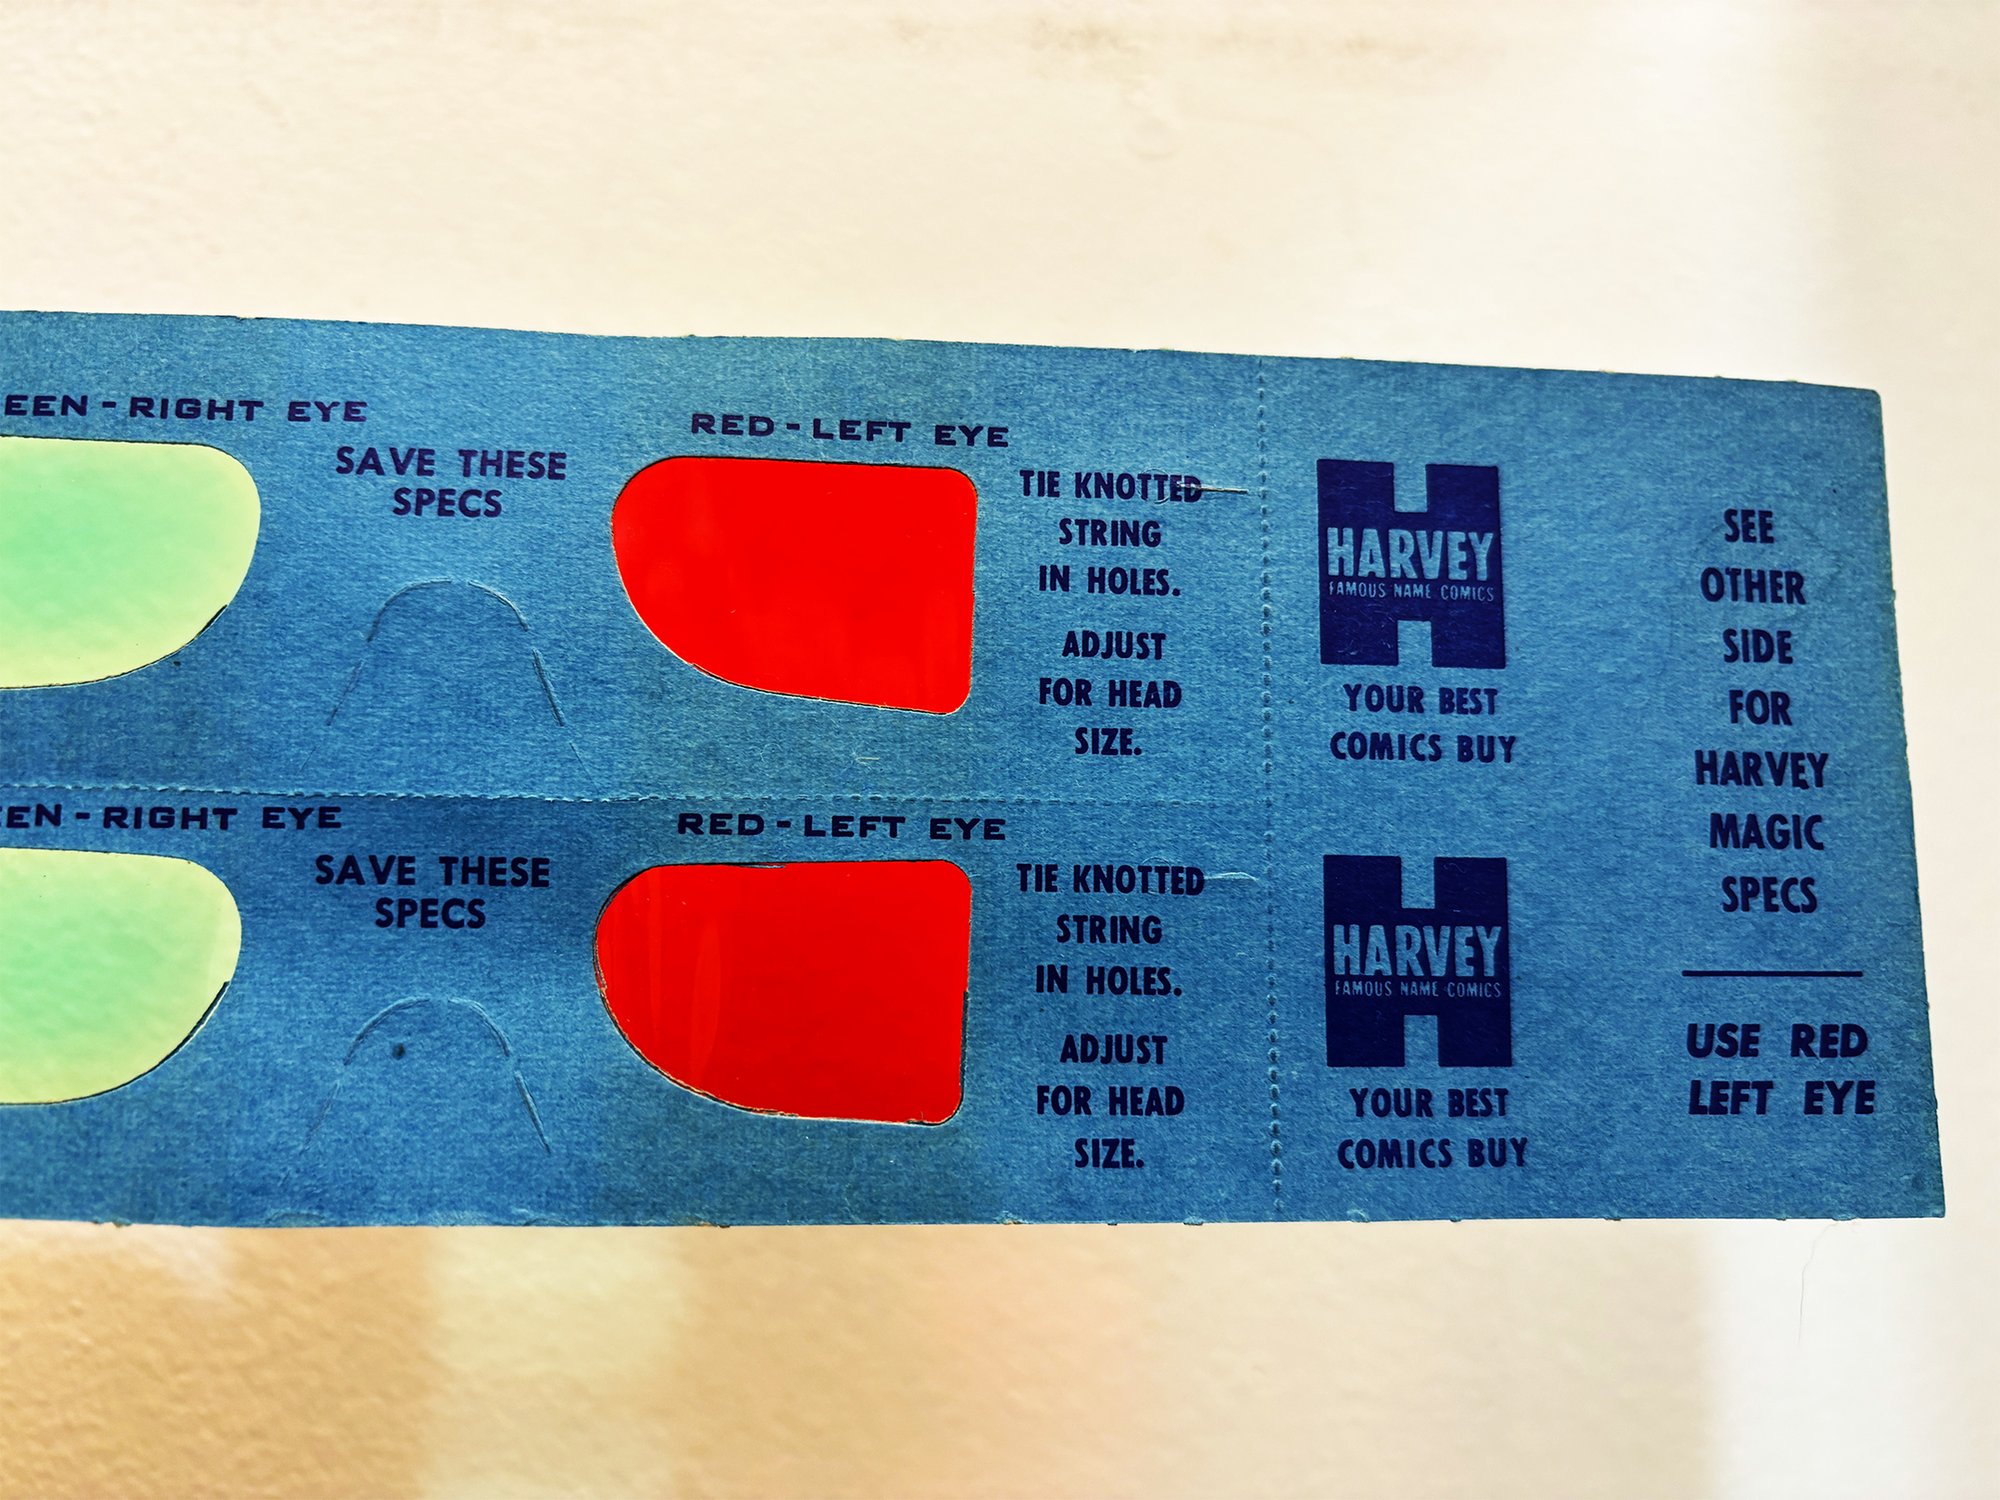 EEN-RIGHT EYE
SAVE THESE
SPECS
RED-LEFT EYE
TIE KNOTTED
STRING
IN HOLES.
ADJUST
FOR HEAD
SIZE.
HARVEY
FAMOUS NAME COMICS
YOUR BEST
COMICS BUY
EEN-RIGHT EYE
SAVE THESE
SPECS
RED-LEFT EYE
TIE KNOTTED
STRING
IN HOLES.
ADJUST
FOR HEAD
SIZE.
HARVEY
FAMOUS NAME COMICS
YOUR BEST
COMICS BUY
SEE
OTHER
SIDE
FOR
HARVEY
MAGIC
SPECS
USE RED
LEFT EYE